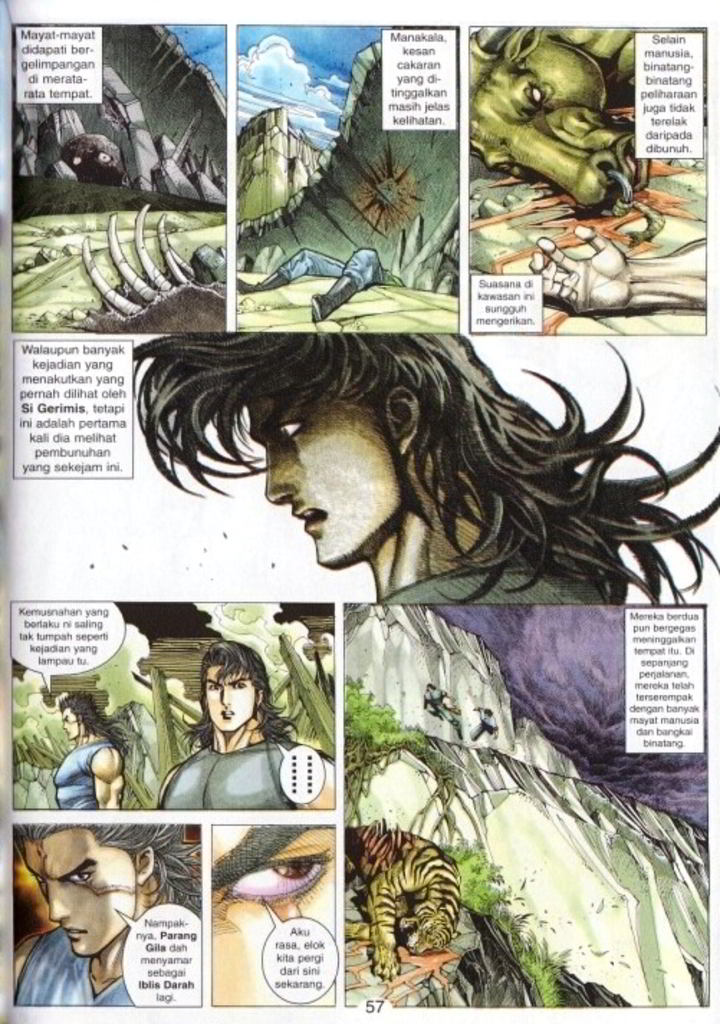 Mayat-mayat
didapati ber-
gelimpangan
di merata-
rata tempat.
Manakala,
kesan
cakaran
yang di-
tinggalkan
masih jelas
kelihatan.
Selain
manusia,
binatang-
binatang
peliharaan
juga tidak
terelak
daripada
dibunuh.
Suasana di
kawasan ini
sungguh
mengerikan.
Walaupun banyak
kejadian yang
menakutkan yang
pernah dilihat oleh
Si Gerimis, tetapi
ini adalah pertama
kali dia melihat
pembunuhan
yang sekejam ini.
Kemusnahan yang
berlaku ni saling
tak tumpah seperti
kejadian yang
lampau tu.
Mereka berdua
pun bergegas
meninggalkan
tempat itu. Di
sepanjang
perjalanan,
mereka telah
terserempak
dengan banyak
mayat manusia
dan bangkai
binatang.
Nampak-
nya, Parang
Gila dah
menyamar
sebagai
Iblis Darah
lagi.
Aku
rasa, elok
kita pergi
dari sini
sekarang.
57